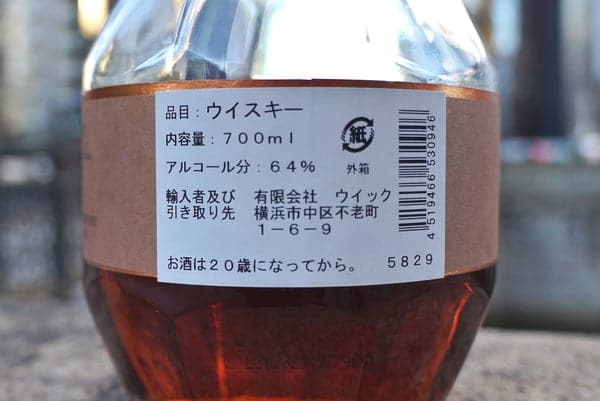 品目：ウイスキー
内容量：700ml
紙
アルコール分：64%
外箱
輸入者及び　有限会社　ウイック
引き取り先　横浜市中区不老町
1-6-9
お酒は20歳になってから。
5829
4 519466 530946